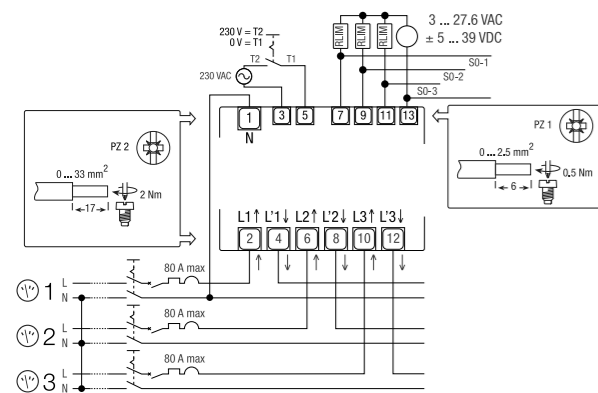 3 ... 27.6 VAC
± 5 ... 39 VDC
RLIM RLIM RLIM
230 V = T2
0 V = T1
T2 T1
230 VAC
S0-1
S0-2
S0-3
1 3 5 7 9 11 13
N
PZ 2
0 ... 33 mm2
2 Nm
17
PZ 1
0 ... 2.5 mm2
0,5 Nm
6
L1↑ L'1↓ L2↑ L'2↓ L3↑ L'3↓
2 4 6 8 10 12
↑ ↓ ↑ ↓ ↑ ↓
80 A max
1 L
N
80 A max
2 L
N
80 A max
3 L
N